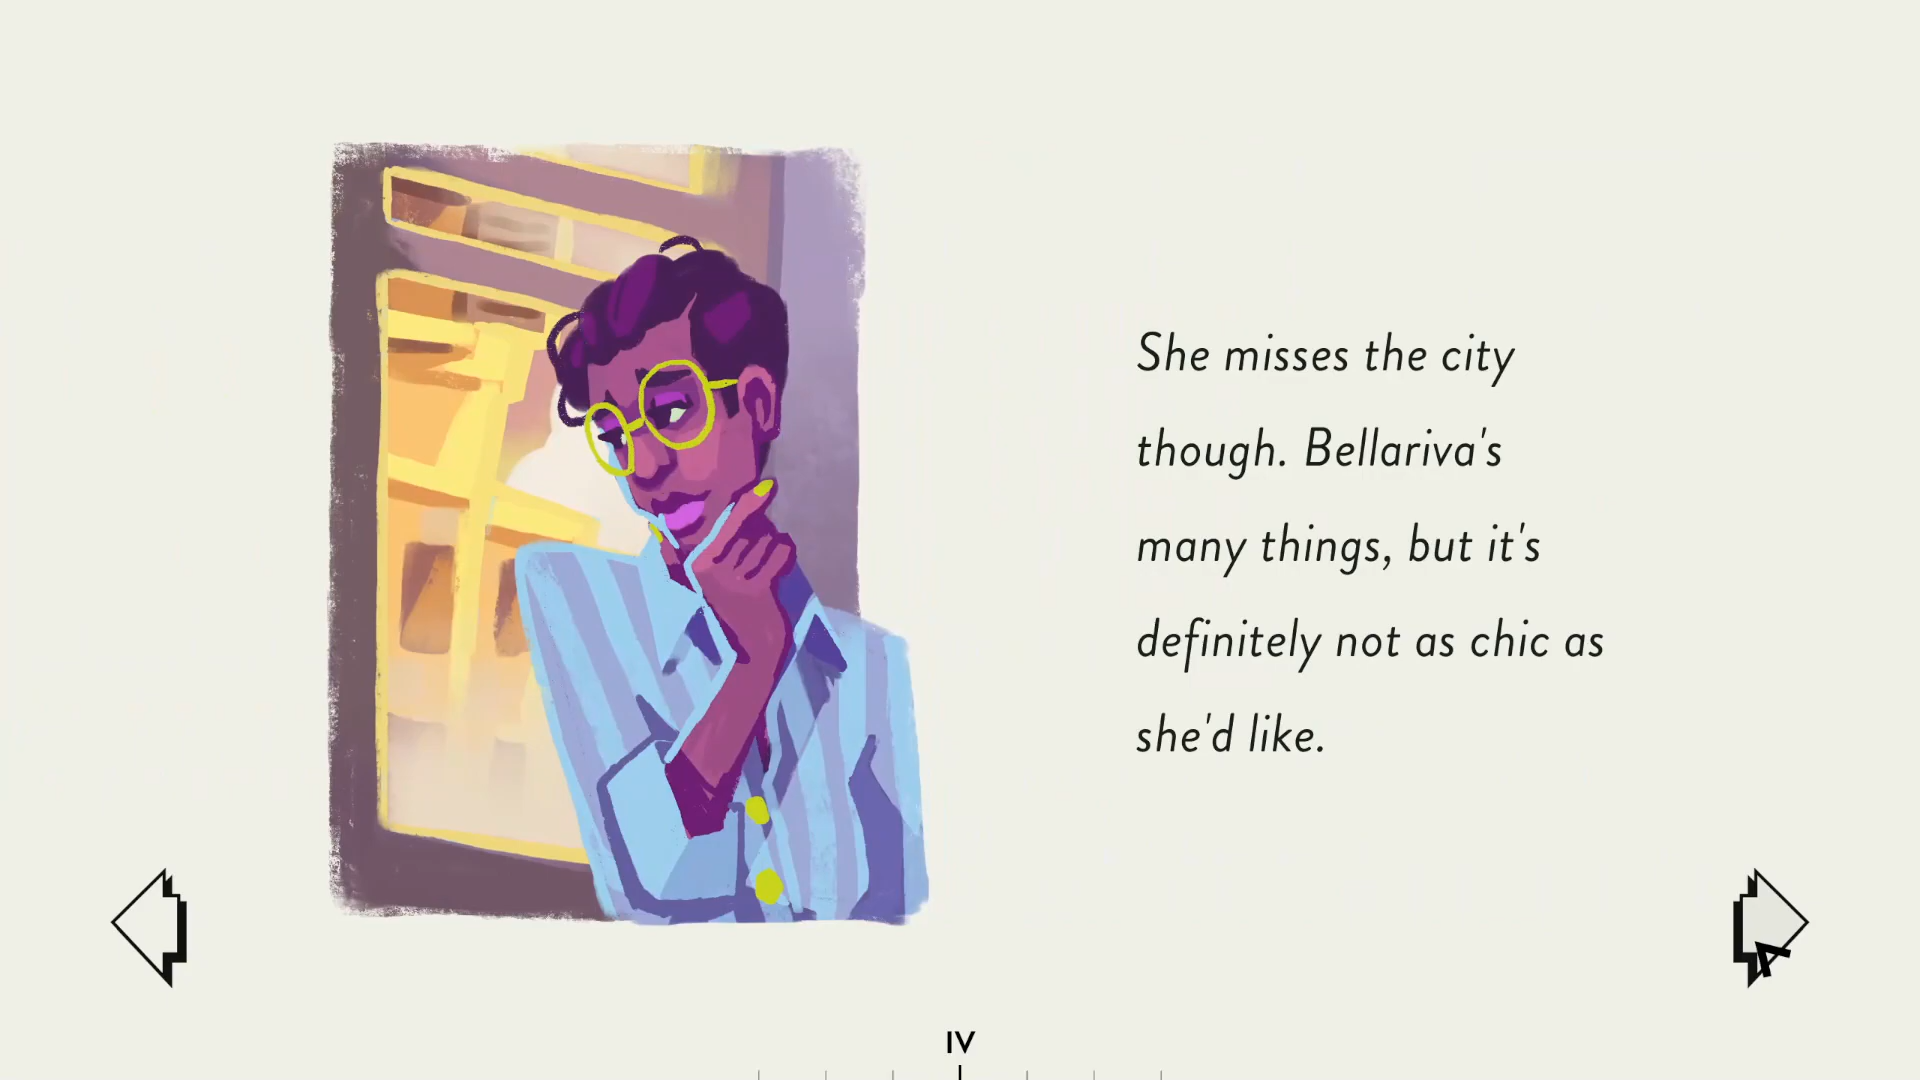 She misses the city
though. Bellariva's
many things, but it's
definitely not as chic as
she'd like.
IV